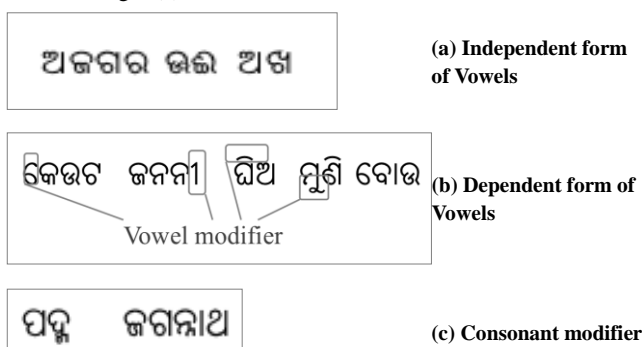 ଅଜଗର ଉଈ ଅଖ
(a) Independent form
of Vowels
କେଉଟ ଜନନୀ ଘିଅ ମୁଣି ବୋଉ
Vowel modifier
(b) Dependent form of
Vowels
ପଦ୍ମ ଜଗନ୍ନାଥ
(c) Consonant modifier